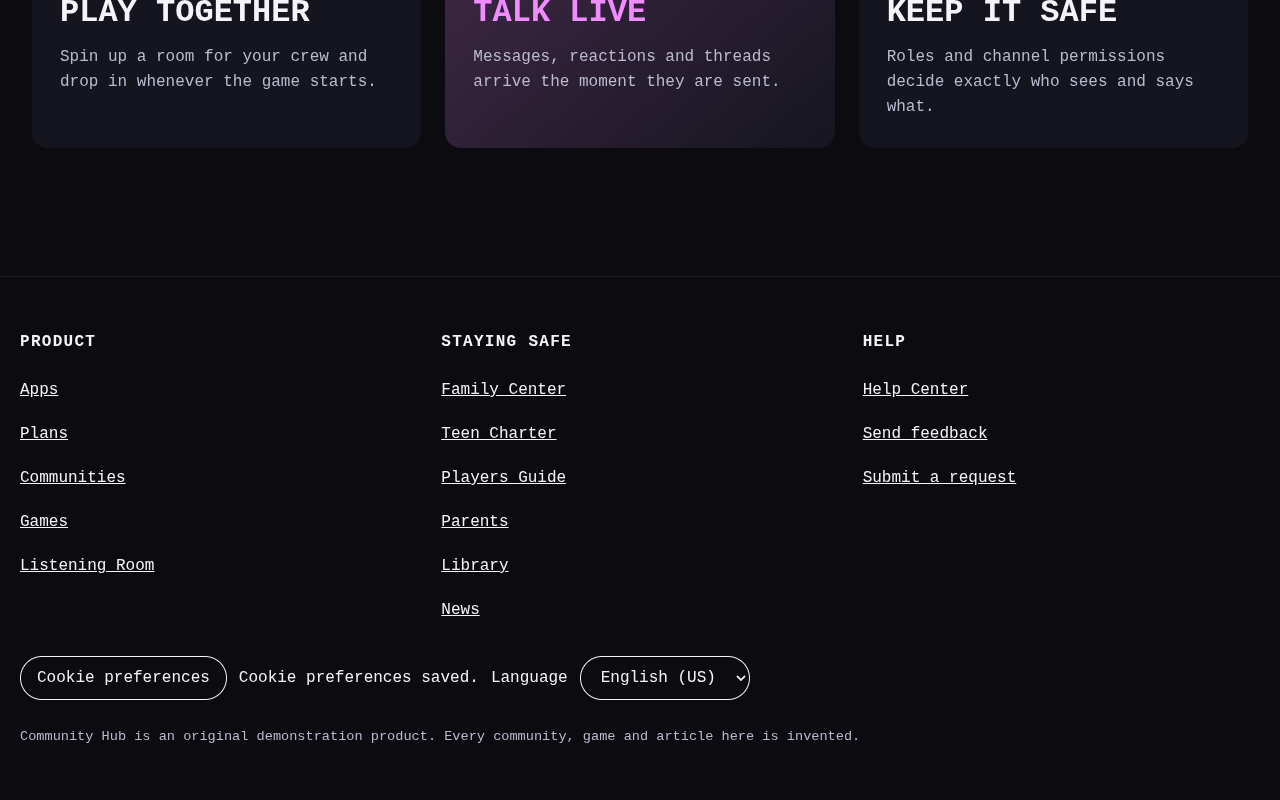 PLAY TOGETHER
Spin up a room for your crew and
drop in whenever the game starts.
TALK LIVE
Messages, reactions and threads
arrive the moment they are sent.
KEEP IT SAFE
Roles and channel permissions
decide exactly who sees and says
what.
PRODUCT
Apps
Plans
Communities
Games
Listening Room
STAYING SAFE
Family Center
Teen Charter
Players Guide
Parents
Library
News
HELP
Help Center
Send feedback
Submit a request
Cookie preferences Cookie preferences saved. Language English (US)
Community Hub is an original demonstration product. Every community, game and article here is invented.